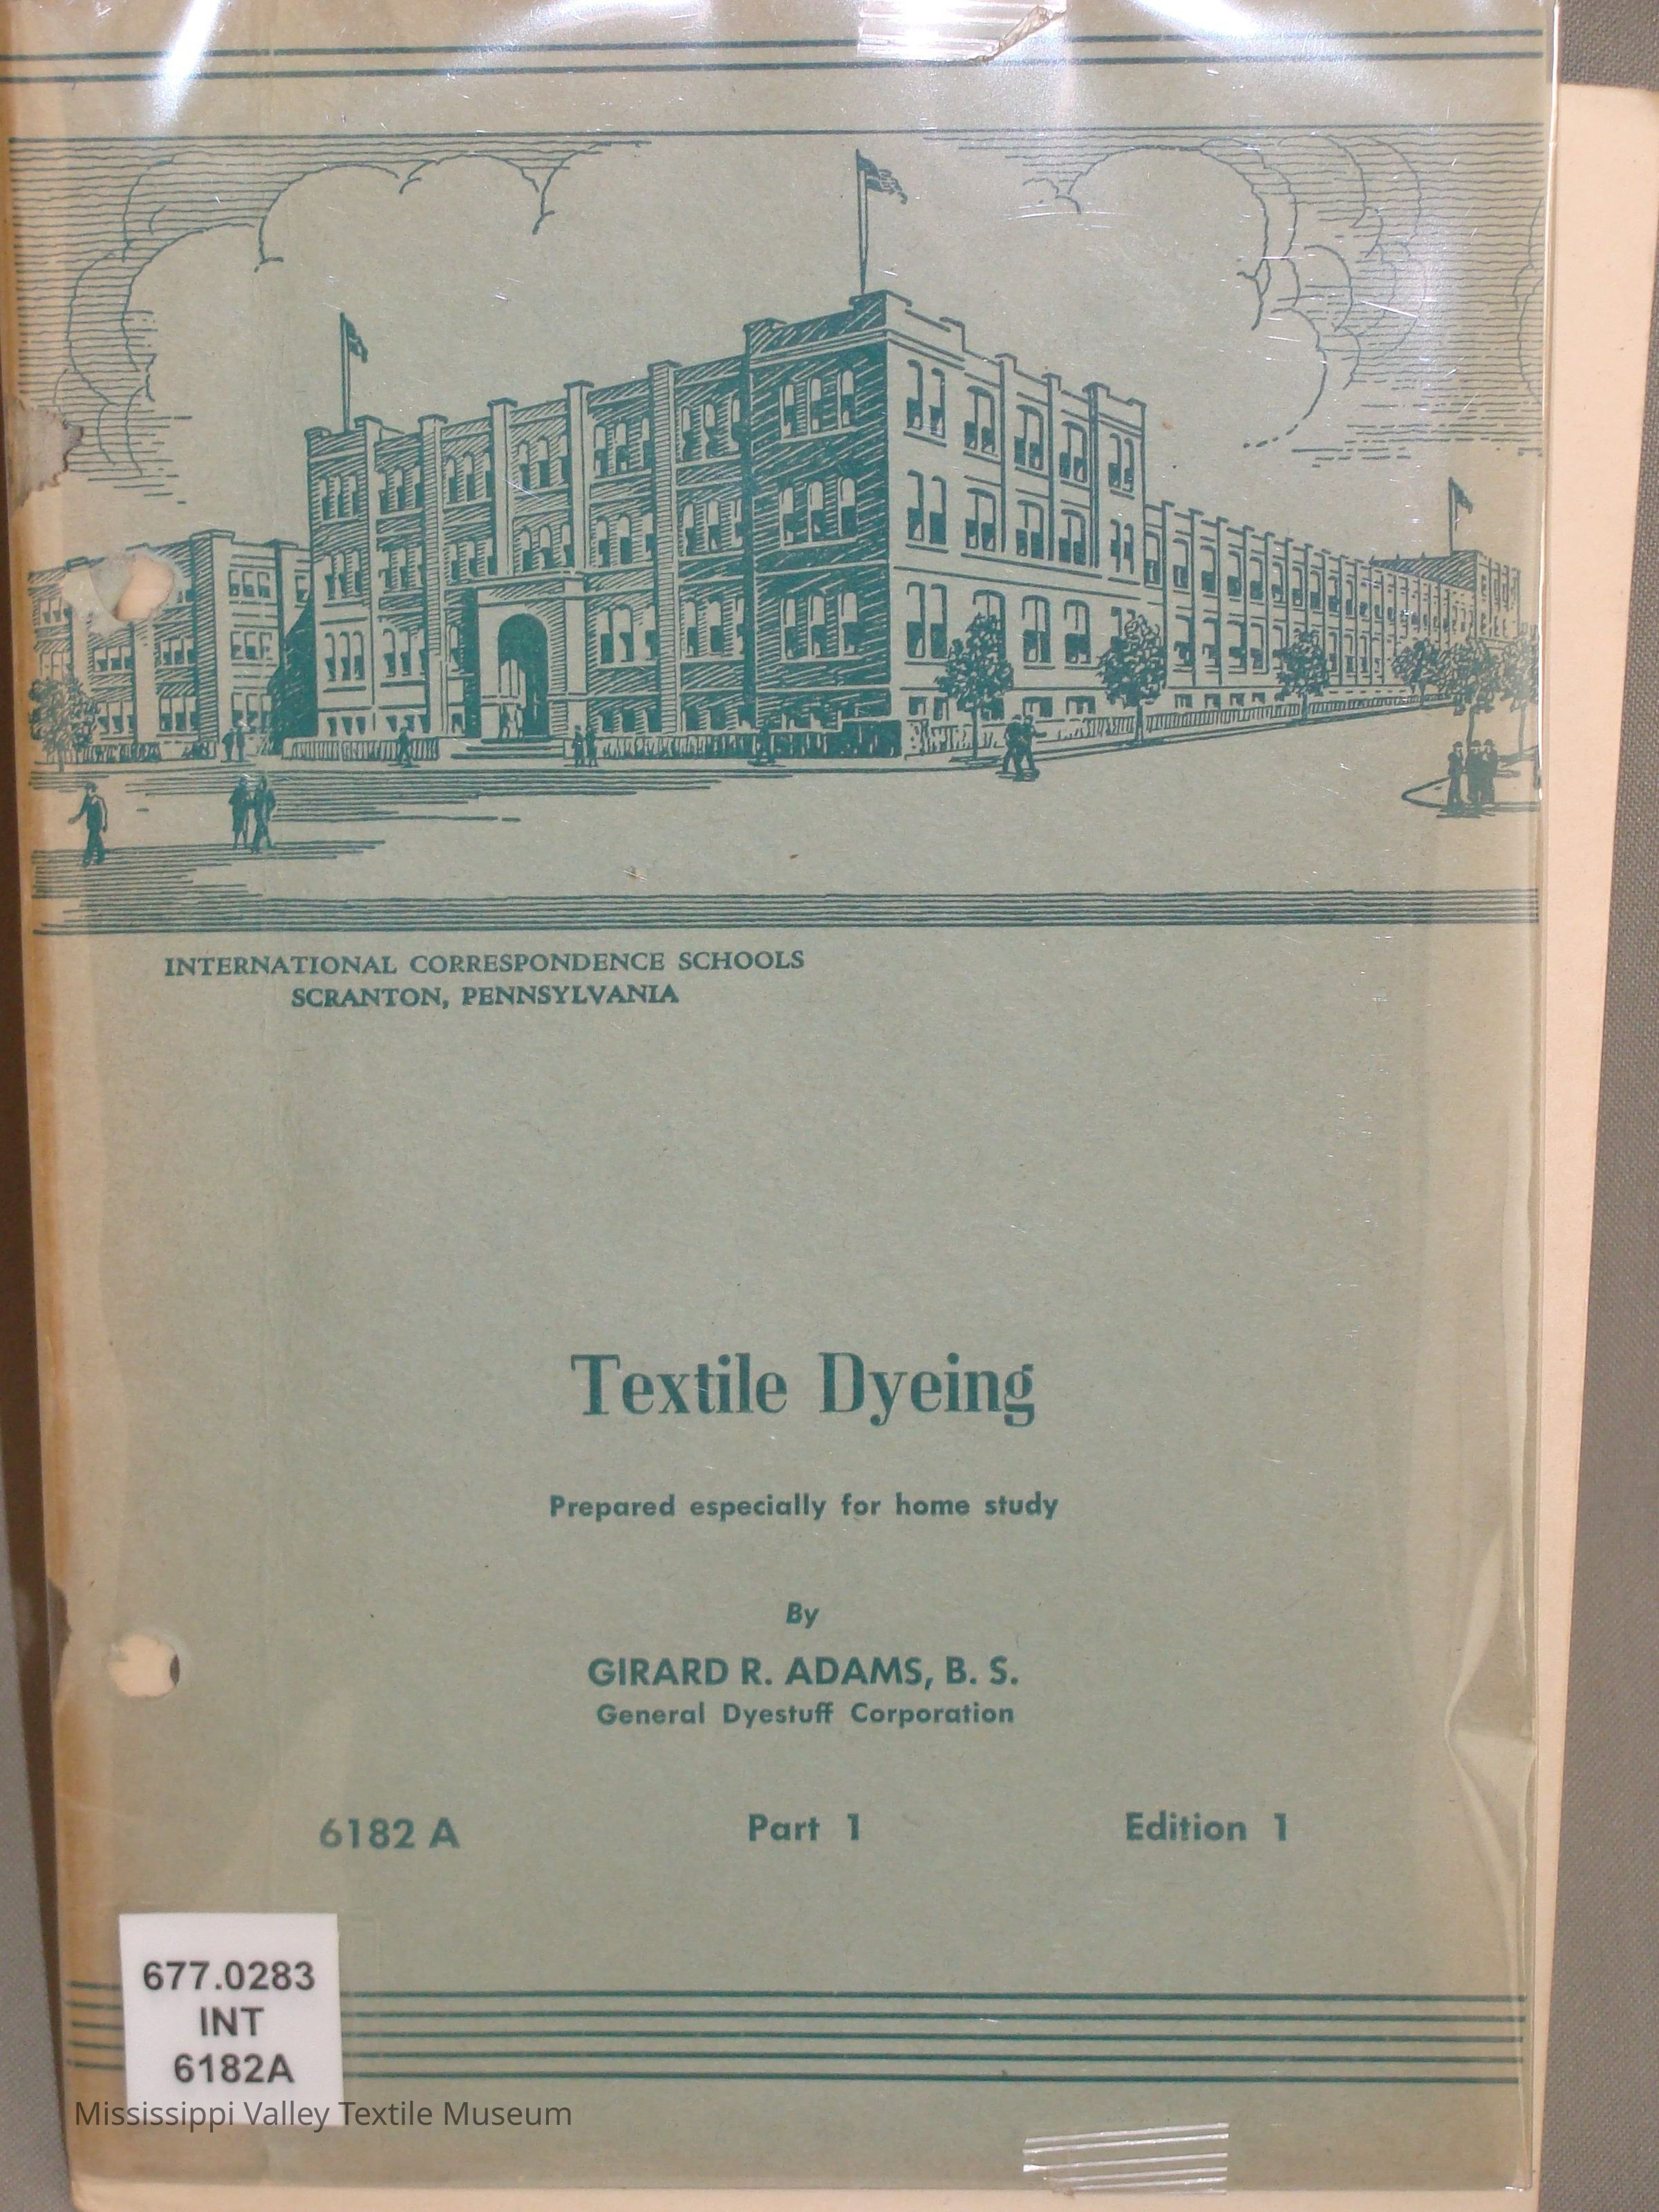 INTERNATIONAL CORRESPONDENCE SCHOOLS
SCRANTON, PENNSYLVANIA
Textile Dyeing
Prepared especially for home study
By
GIRARD R. ADAMS, B. S.
General Dyestuff Corporation
6182 A Part 1 Edition 1
677.0283
INT
6182A
Mississippi Valley Textile Museum